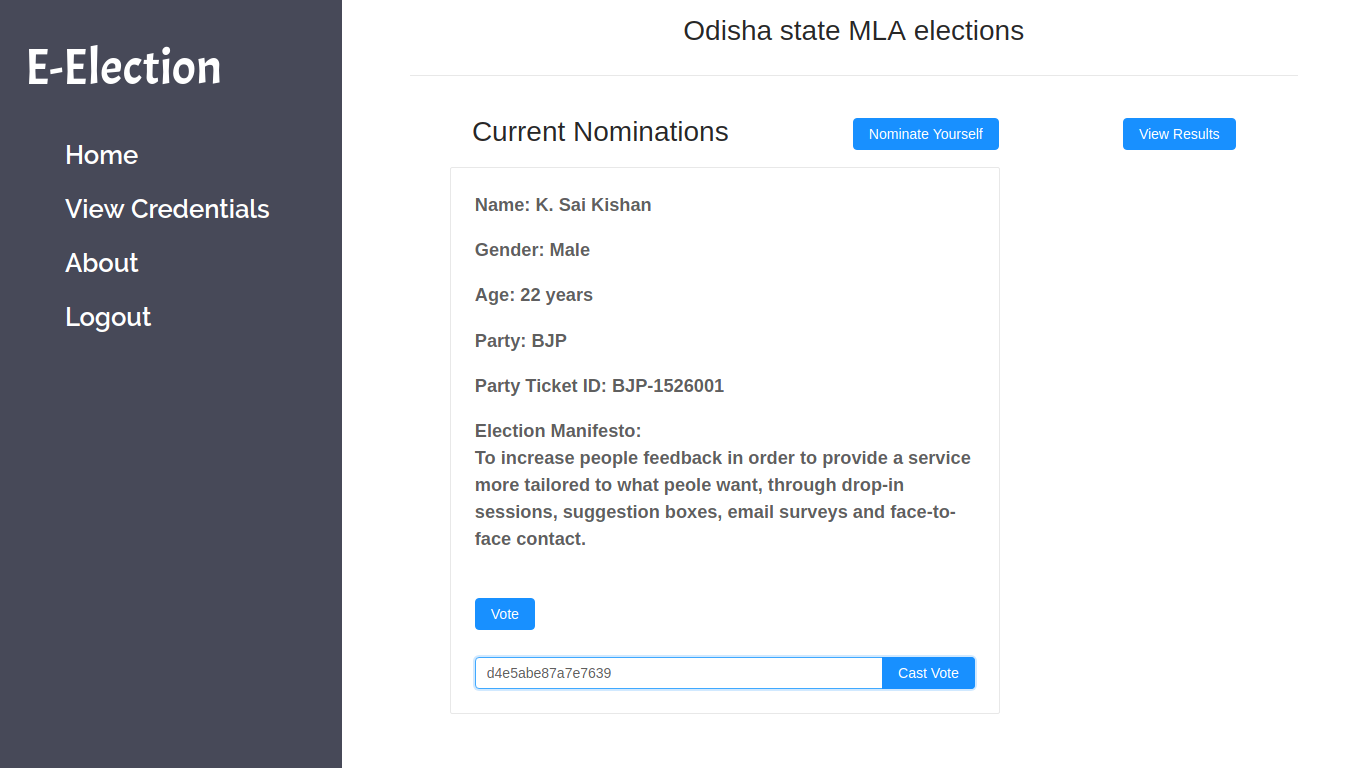 E-Election
Home
View Credentials
About
Logout
Odisha state MLA elections
Current Nominations
Nominate Yourself
View Results
Name: K. Sai Kishan
Gender: Male
Age: 22 years
Party: BJP
Party Ticket ID: BJP-1526001
Election Manifesto:
To increase people feedback in order to provide a service
more tailored to what peole want, through drop-in
sessions, suggestion boxes, email surveys and face-to-
face contact.
Vote
d4e5abe87a7e7639
Cast Vote